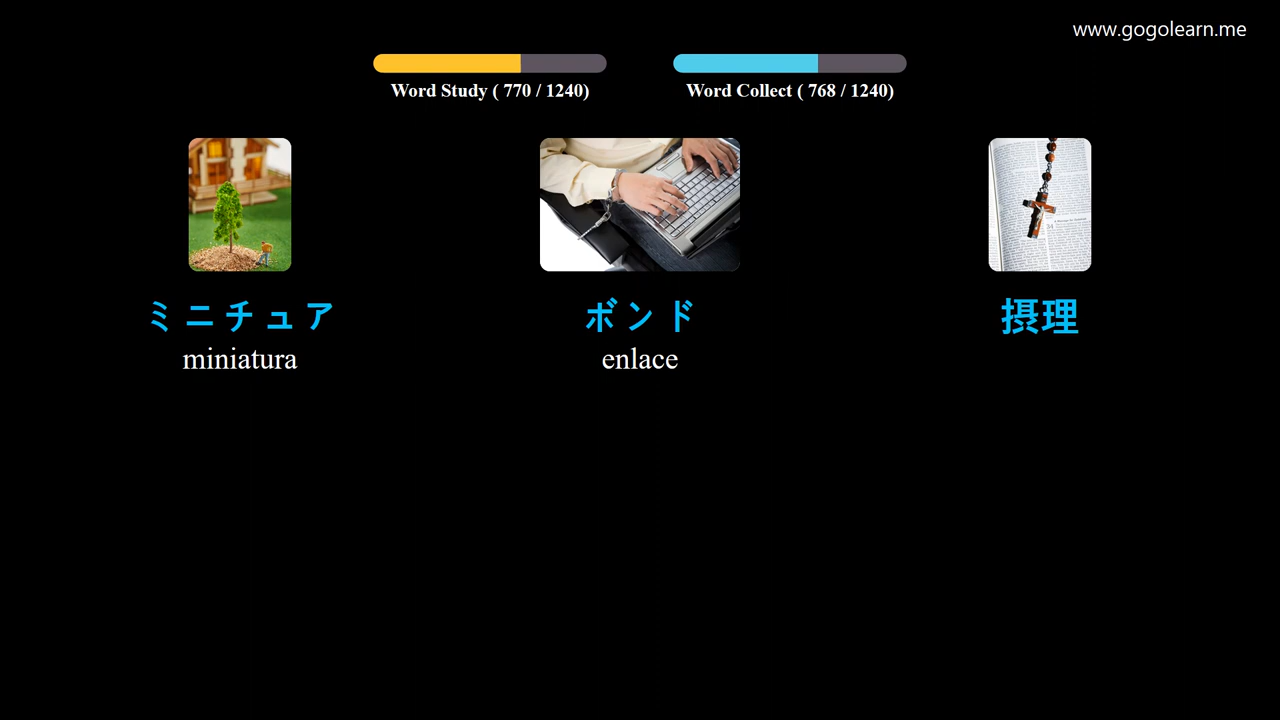 www.gogolearn.me
Word Study ( 770 / 1240)
Word Collect ( 768 / 1240)
ミニチュア
ボンド
摂理
miniatura
enlace